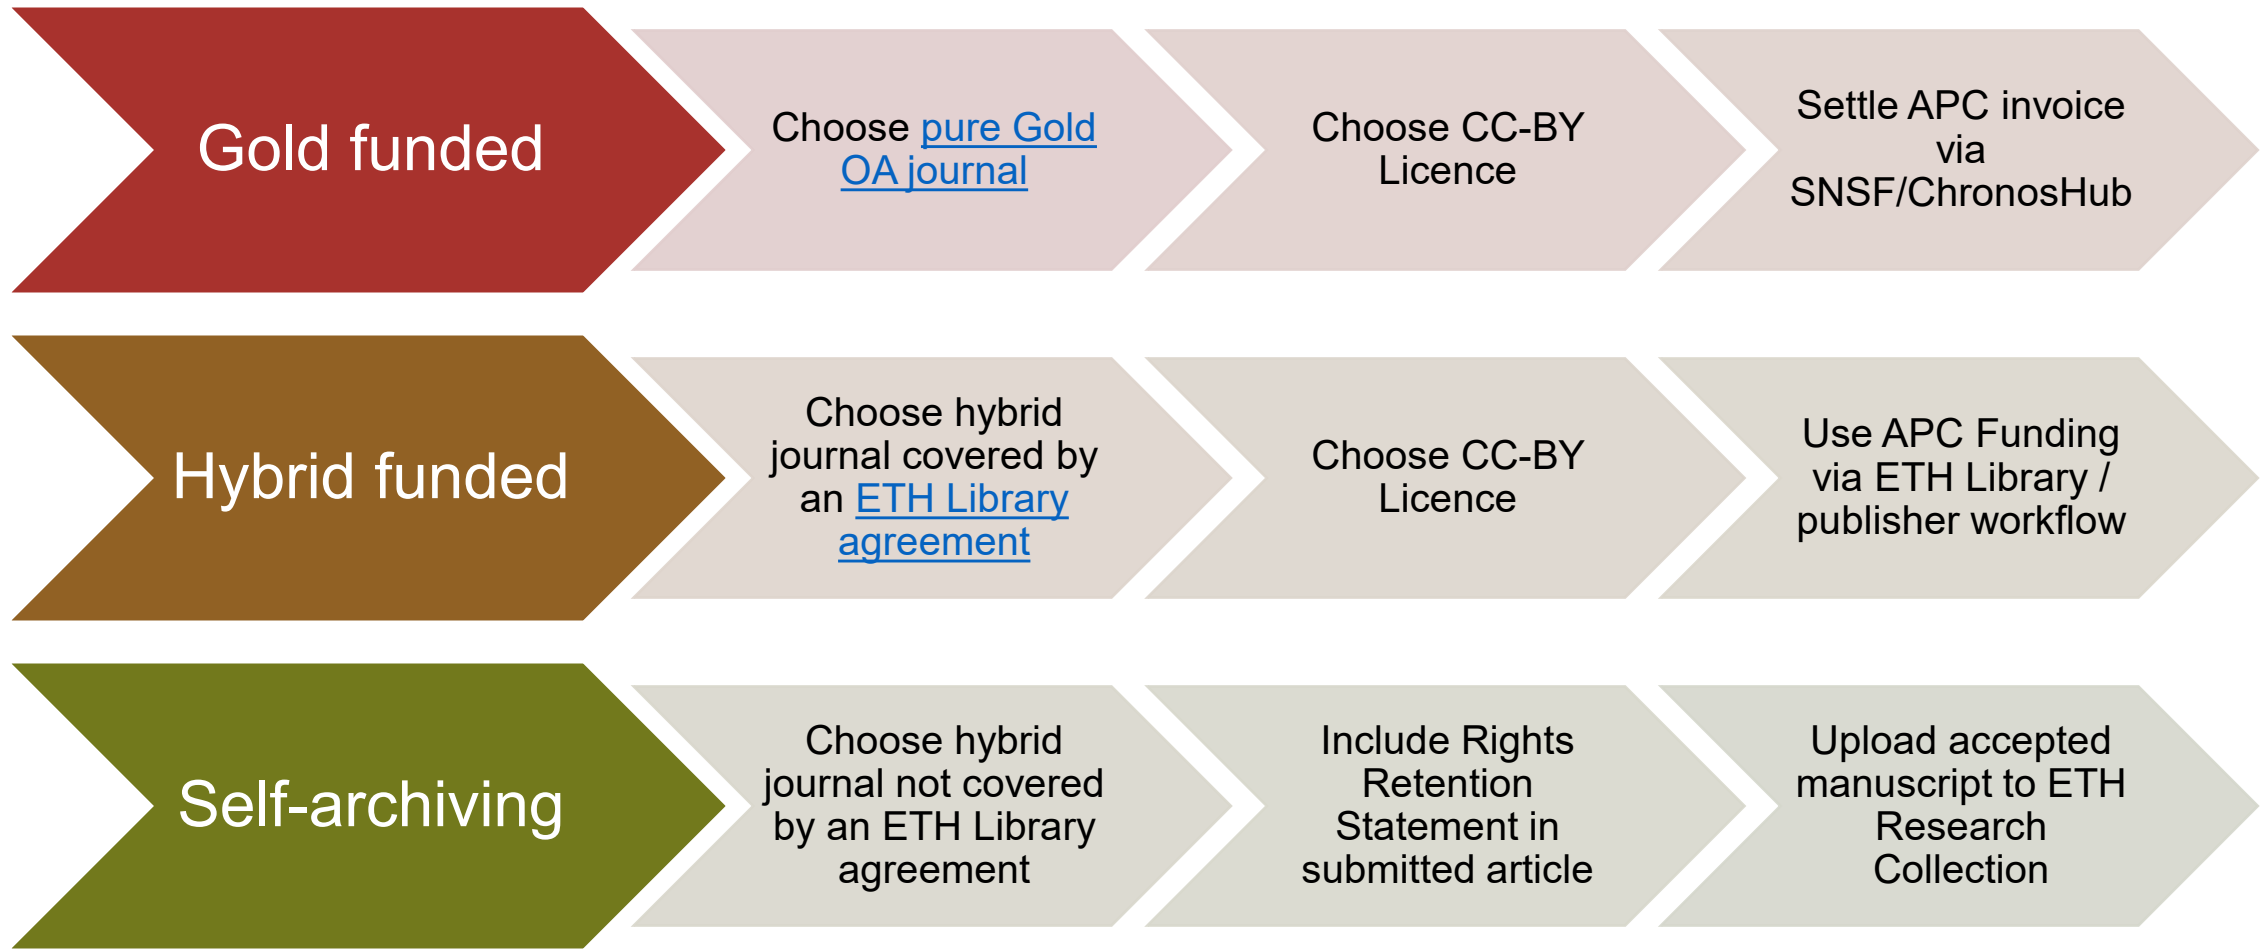 Gold funded
Choose pure Gold
OA journal
Choose CC-BY
Licence
Settle APC invoice
via
SNSF/ChronosHub
Hybrid funded
Choose hybrid
journal covered by
an ETH Library
agreement
Choose CC-BY
Licence
Use APC Funding
via ETH Library /
publisher workflow
Self-archiving
Choose hybrid
journal not covered
by an ETH Library
agreement
Include Rights
Retention
Statement in
submitted article
Upload accepted
manuscript to ETH
Research
Collection